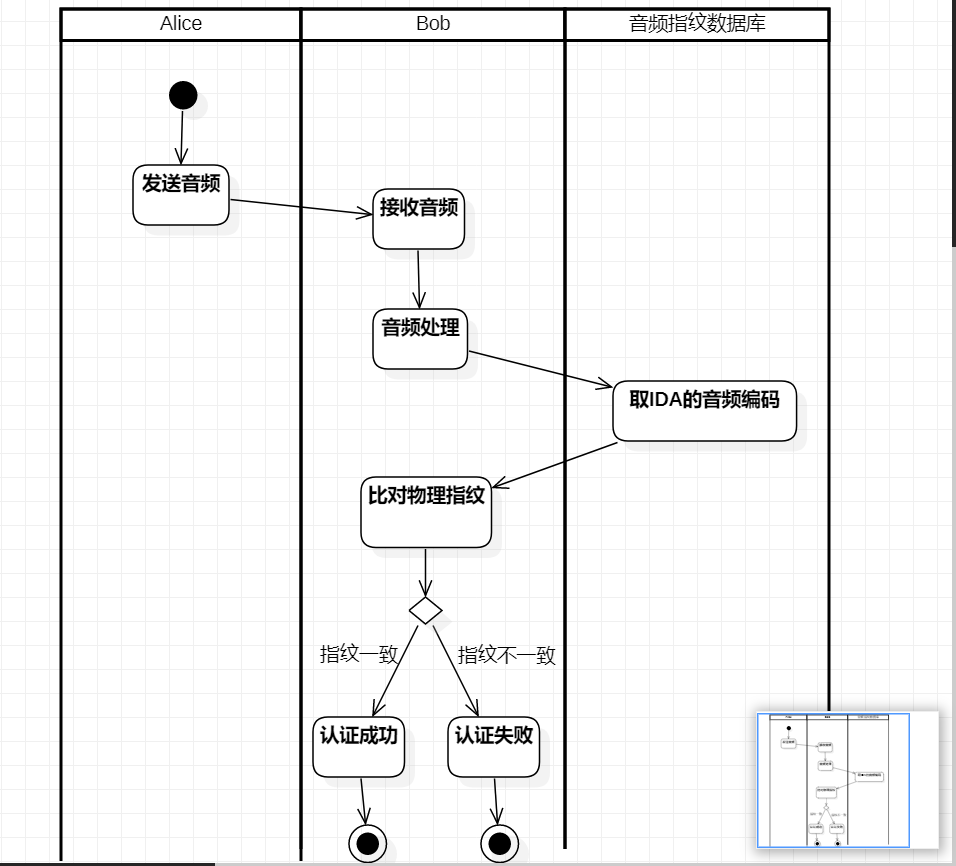 Alice
Bob
音频指纹数据库
发送音频
接收音频
音频处理
取IDA的音频编码
比对物理指纹
指纹一致
指纹不一致
认证成功
认证失败